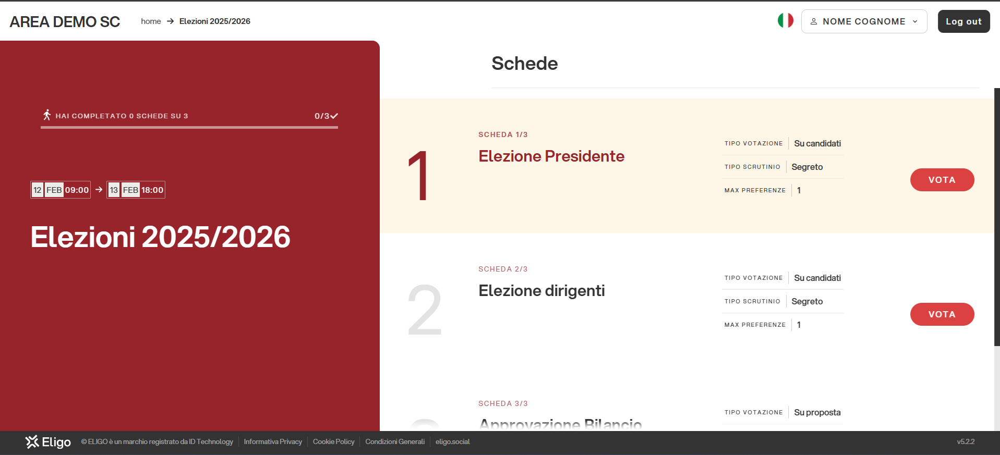 AREA DEMO SC
home → Elezioni 2025/2026
NOME COGNOME
Log out
HAI COMPLETATO 0 SCHEDE SU 3
0/3
12 FEB 09:00 → 13 FEB 18:00
Elezioni 2025/2026
Schede
1
SCHEDA 1/3
Elezione Presidente
TIPO VOTAZIONE Su candidati
TIPO SCRUTINIO Segreto
MAX PREFERENZE 1
VOTA
2
SCHEDA 2/3
Elezione dirigenti
TIPO VOTAZIONE Su candidati
TIPO SCRUTINIO Segreto
MAX PREFERENZE 1
VOTA
SCHEDA 3/3
Approvazione Bilancio
TIPO VOTAZIONE Su proposta
Eligo
© ELIGO è un marchio registrato da ID Technology
Informativa Privacy
Cookie Policy
Condizioni Generali
eligo.social
v5.2.2